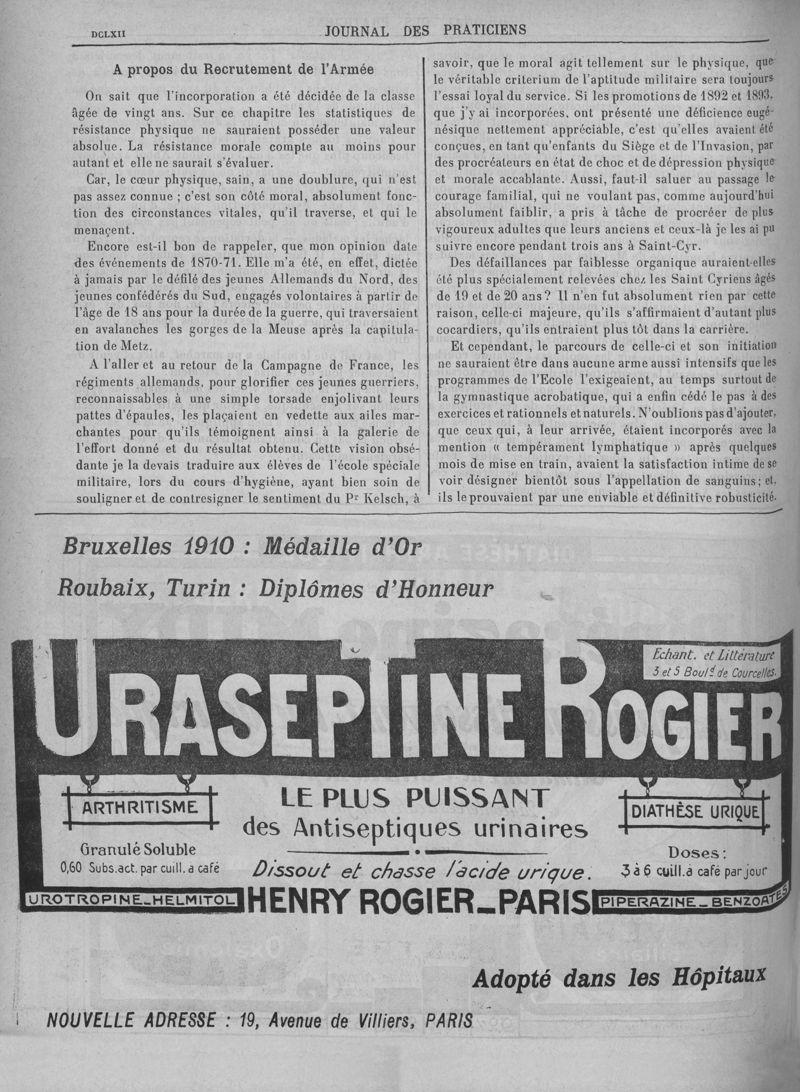 DCLXII
JOURNAL DES PRATICIENS
A propos du Recrutement de l'Armée
On sait que l'incorporation a été décidée de la classe
âgée de vingt ans. Sur ce chapitre les statistiques de
résistance physique ne sauraient posséder une valeur
absolue. La résistance morale compte au moins pour
autant et elle ne saurait s'évaluer.
Car, le cœur physique, sain, a une doublure, qui n'est
pas assez connue ; c'est son côté moral, absolument fonc-
tion des circonstances vitales, qu'il traverse, et qui le
menaçent.
Encore est-il bon de rappeler, que mon opinion date
des événements de 1870-71. Elle m'a été, en effet, dictée
à jamais par le défilé des jeunes Allemands du Nord, des
jeunes confédérés du Sud, engagés volontaires à partir de
l'âge de 18 ans pour la durée de la guerre, qui traversaient
en avalanches les gorges de la Meuse après la capitula-
tion de Metz.
A l'aller et au retour de la Campagne de France, les
régiments allemands, pour glorifier ces jeunes guerriers,
reconnaissables à une simple torsade enjolivant leurs
pattes d'épaules, les plaçaient en vedette aux ailes mar-
chantes pour qu'ils témoignent ainsi à la galerie de
l'effort donné et du résultat obtenu. Cette vision obsé-
dante je la devais traduire aux élèves de l'école spéciale
militaire, lors du cours d'hygiène, ayant bien soin de
souligner et de contresigner le sentiment du Pr Kelsch, à
savoir, que le moral agit tellement sur le physique, que
le véritable criterium de l'aptitude militaire sera toujours
l'essai loyal du service. Si les promotions de 1892 et 1893,
que j'y ai incorporées, ont présenté une déficience eugé-
nésique nettement appréciable, c'est qu'elles avaient été
conçues, en tant qu'enfants du Siège et de l'Invasion, par
des procréateurs en état de choc et de dépression physique
et morale accablante. Aussi, faut-il saluer au passage le
courage familial, qui ne voulant pas, comme aujourd'hui
absolument faiblir, a pris à tâche de procréer de plus
vigoureux adultes que leurs anciens et ceux-là je les ai pu
suivre encore pendant trois ans à Saint-Cyr.
Des défaillances par faiblesse organique auraient-elles
été plus spécialement relevées chez les Saint Cyriens âgés
de 19 et de 20 ans ? Il n'en fut absolument rien par cette
raison, celle-ci majeure, qu'ils s'affirmaient d'autant plus
cocardiers, qu'ils entraient plus tôt dans la carrière.
Et cependant, le parcours de celle-ci et son initiation
ne sauraient être dans aucune arme aussi intensifs que les
programmes de l'Ecole l'exigeaient, au temps surtout de
la gymnastique acrobatique, qui a enfin cédé le pas à des
exercices et rationnels et naturels. N'oublions pas d'ajouter,
que ceux qui, à leur arrivée, étaient incorporés avec la
mention « tempérament lymphatique » après quelques
mois de mise en train, avaient la satisfaction intime de se
voir désigner bientôt sous l'appellation de sanguins ; et,
ils le prouvaient par une enviable et définitive robusticité.
Bruxelles 1910 : Médaille d'Or
Roubaix, Turin : Diplômes d'Honneur
Echant. et Littérature
3 et 5 Boulд de Courcelles.
URASEPTINE ROGIER
ARTHRITISME
LE PLUS PUISSANT
des Antiseptiques urinaires
DIATHÈSE URIQUE
Granulé Soluble
0,60 Subs. act. par cuill. à café
Dissout et chasse l'acide urique.
Doses :
3 à 6 cuill. à café par jour
UROTROPINE_HELMITOL
HENRY ROGIER_PARIS
PIPERAZINE_BENZOATES
Adopté dans les Hôpitaux
NOUVELLE ADRESSE : 19, Avenue de Villiers, PARIS